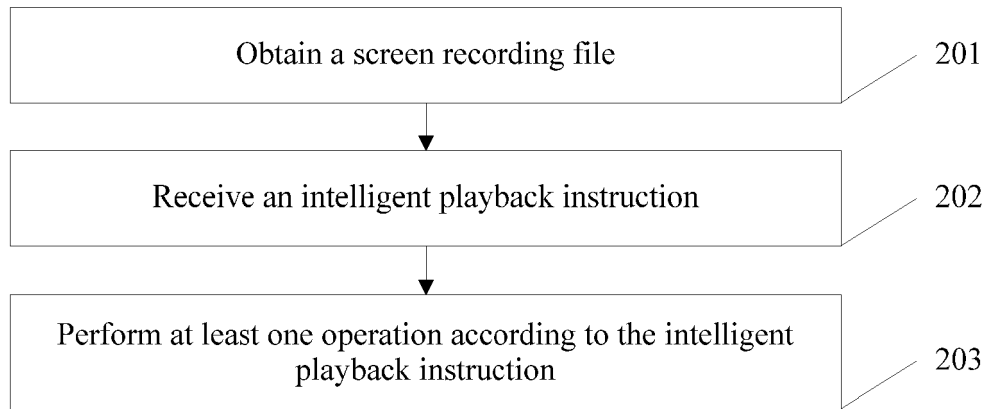 Obtain a screen recording file
201
Receive an intelligent playback instruction
202
Perform at least one operation according to the intelligent
playback instruction
203